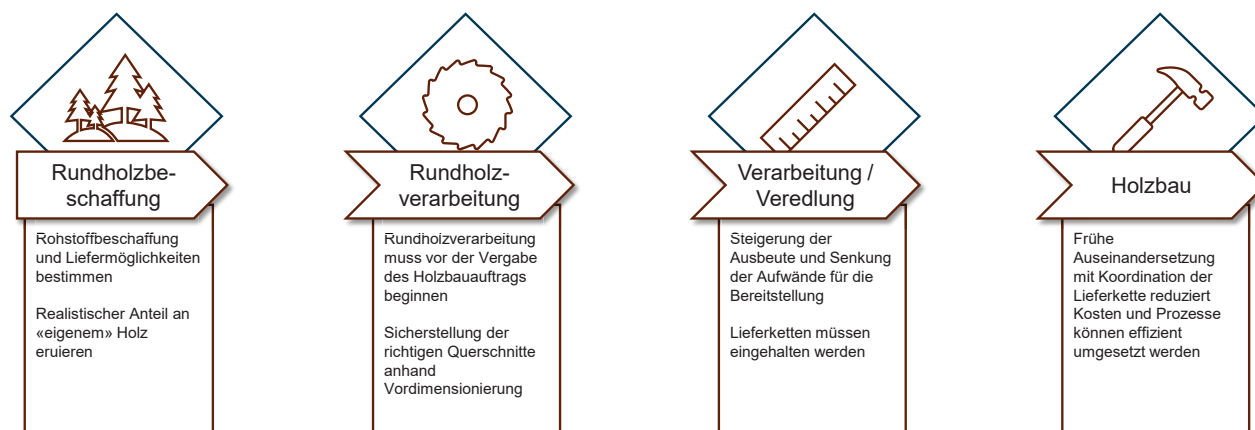 Rundholzbe-
schaffung
Rohstoffbeschaffung
und Liefermöglichkeiten
bestimmen
Realistischer Anteil an
«eigenem» Holz
eruieren
Rundholz-
verarbeitung
Rundholzverarbeitung
muss vor der Vergabe
des Holzbauauftrags
beginnen
Sicherstellung der
richtigen Querschnitte
anhand
Vordimensionierung
Verarbeitung /
Veredlung
Steigerung der
Ausbeute und Senkung
der Aufwände für die
Bereitstellung
Lieferketten müssen
eingehalten werden
Holzbau
Frühe
Auseinandersetzung
mit Koordination der
Lieferkette reduziert
Kosten und Prozesse
können effizient
umgesetzt werden